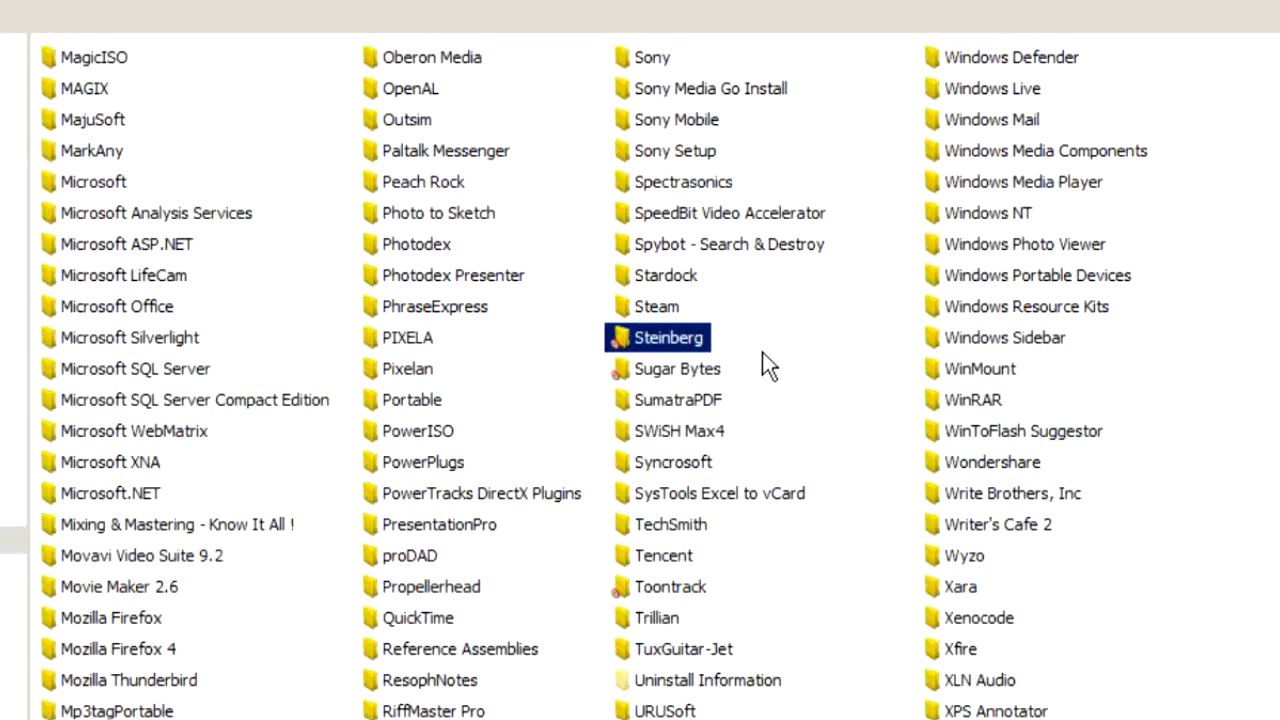 MagicISO
MAGIX
MajuSoft
MarkAny
Microsoft
Microsoft Analysis Services
Microsoft ASP.NET
Microsoft LifeCam
Microsoft Office
Microsoft Silverlight
Microsoft SQL Server
Microsoft SQL Server Compact Edition
Microsoft WebMatrix
Microsoft XNA
Microsoft.NET
Mixing & Mastering - Know It All !
Movavi Video Suite 9.2
Movie Maker 2.6
Mozilla Firefox
Mozilla Firefox 4
Mozilla Thunderbird
Mp3tagPortable
Oberon Media
OpenAL
Outsim
Paltalk Messenger
Peach Rock
Photo to Sketch
Photodex
Photodex Presenter
PhraseExpress
PIXELA
Pixelan
Portable
PowerISO
PowerPlugs
PowerTracks DirectX Plugins
PresentationPro
proDAD
Propellerhead
QuickTime
Reference Assemblies
ResophNotes
RiffMaster Pro
Sony
Sony Media Go Install
Sony Mobile
Sony Setup
Spectrasonics
SpeedBit Video Accelerator
Spybot - Search & Destroy
Stardock
Steam
Steinberg
Sugar Bytes
SumatraPDF
SWiSH Max4
Syncrosoft
SysTools Excel to vCard
TechSmith
Tencent
Toontrack
Trillian
TuxGuitar-Jet
Uninstall Information
URUSoft
Windows Defender
Windows Live
Windows Mail
Windows Media Components
Windows Media Player
Windows NT
Windows Photo Viewer
Windows Portable Devices
Windows Resource Kits
Windows Sidebar
WinMount
WinRAR
WinToFlash Suggestor
Wondershare
Write Brothers, Inc
Writer's Cafe 2
Wyzo
Xara
Xenocode
Xfire
XLN Audio
XPS Annotator